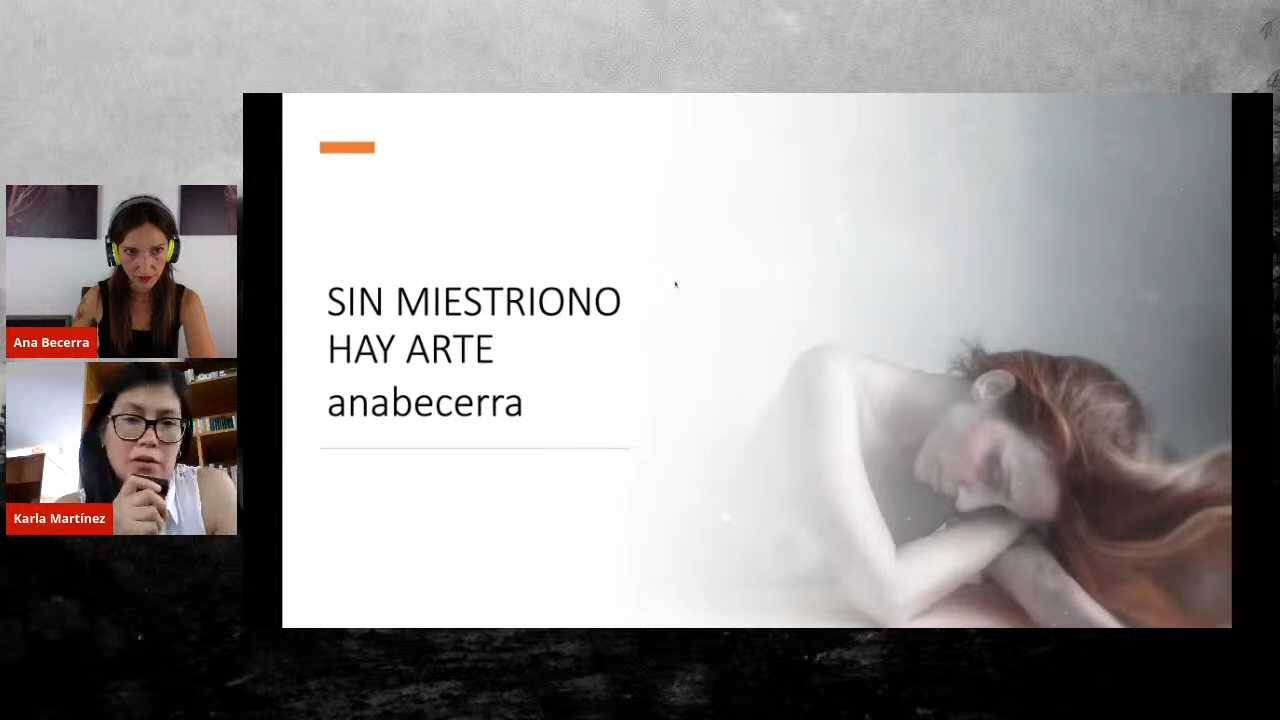 SIN MIESTRIONO
HAY ARTE
anabecerra
Ana Becerra
Karla Martínez